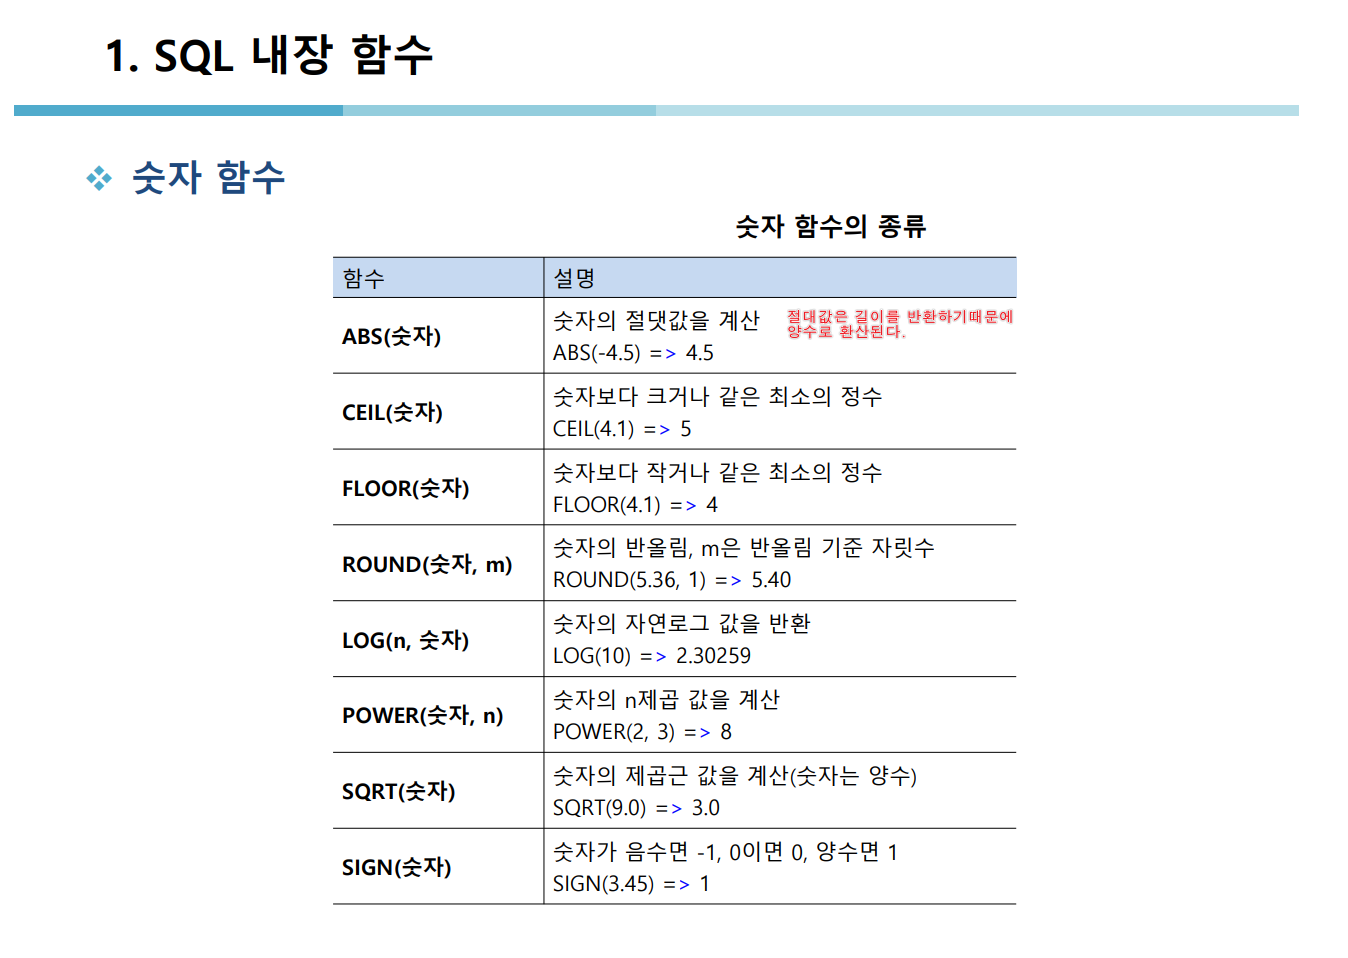 1. SQL 내장 함수
숫자 함수
숫자 함수의 종류
함수
설명
ABS(숫자)
숫자의 절댓값을 계산
절대값은 길이를 반환하기때문에
양수로 환산된다.
ABS(-4.5) => 4.5
CEIL(숫자)
숫자보다 크거나 같은 최소의 정수
CEIL(4.1) => 5
FLOOR(숫자)
숫자보다 작거나 같은 최소의 정수
FLOOR(4.1) => 4
ROUND(숫자, m)
숫자의 반올림, m은 반올림 기준 자릿수
ROUND(5.36, 1) => 5.40
LOG(n, 숫자)
숫자의 자연로그 값을 반환
LOG(10) => 2.30259
POWER(숫자, n)
숫자의 n제곱 값을 계산
POWER(2, 3) => 8
SQRT(숫자)
숫자의 제곱근 값을 계산(숫자는 양수)
SQRT(9.0) => 3.0
SIGN(숫자)
숫자가 음수면 -1, 0이면 0, 양수면 1
SIGN(3.45) => 1